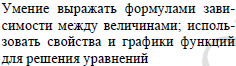 Умение выражать формулами зави-
симости между величинами; исполь-
зовать свойства и графики функций
для решения уравнений